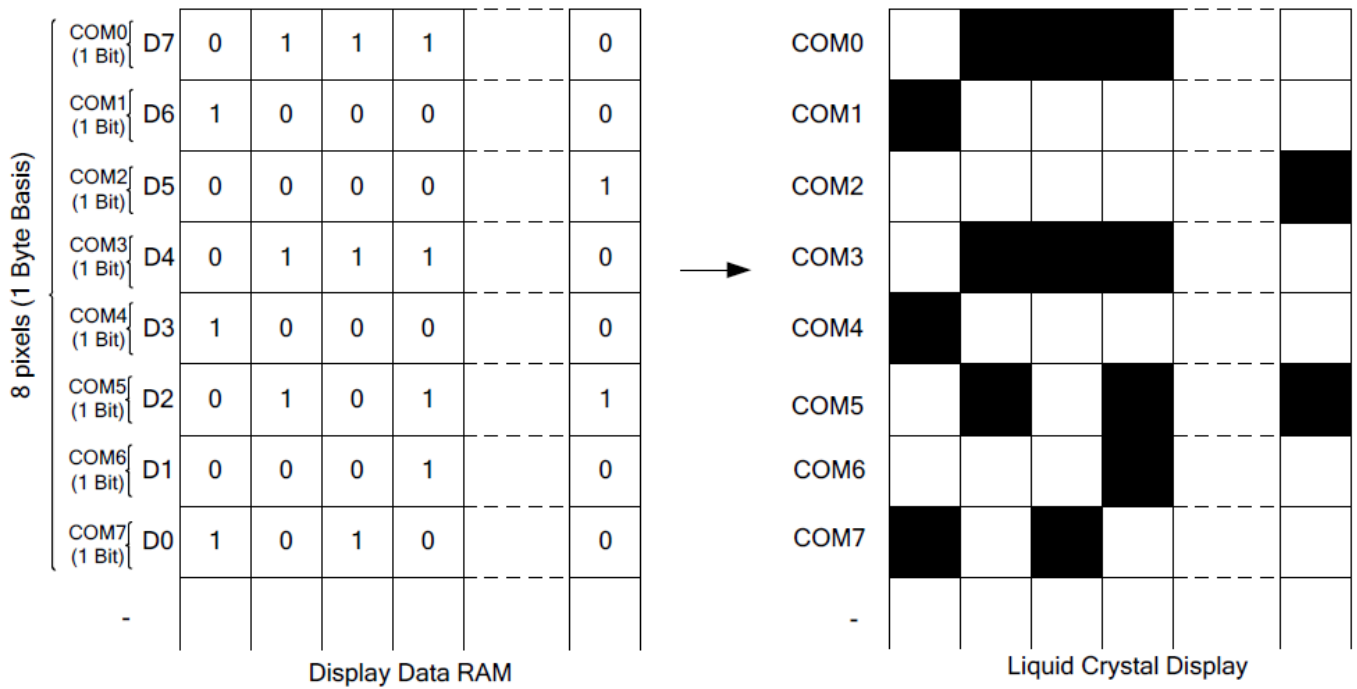 8 pixels (1 Byte Basis)
COM0 (1 Bit) D7 0 1 1 1 0
COM1 (1 Bit) D6 1 0 0 0 0
COM2 (1 Bit) D5 0 0 0 0 1
COM3 (1 Bit) D4 0 1 1 1 0
COM4 (1 Bit) D3 1 0 0 0 0
COM5 (1 Bit) D2 0 1 0 1 1
COM6 (1 Bit) D1 0 0 0 1 0
COM7 (1 Bit) D0 1 0 1 0 0
-
Display Data RAM
COM0
COM1
COM2
COM3
COM4
COM5
COM6
COM7
-
Liquid Crystal Display